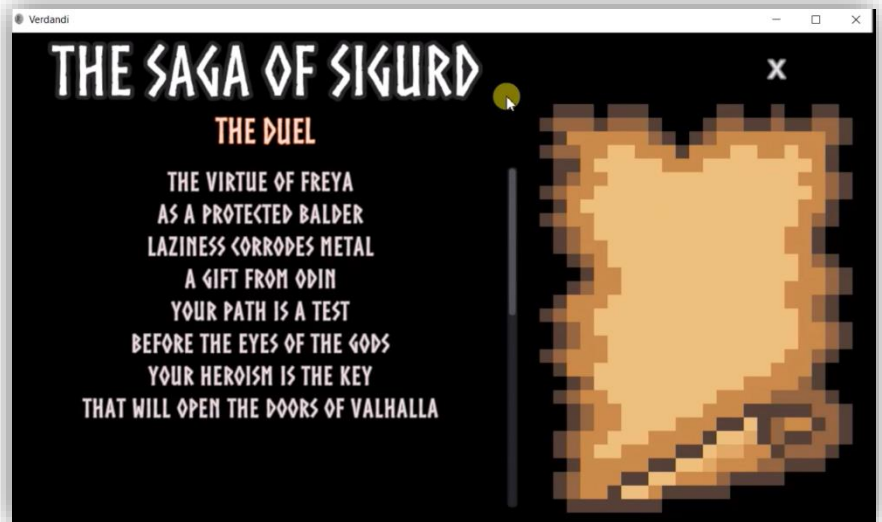 Verdandi
THE SAGA OF SIGURD
X
THE DUEL
THE VIRTUE OF FREYA
AS A PROTECTED BALDER
LAZINESS CORRODES METAL
A GIFT FROM ODIN
YOUR PATH IS A TEST
BEFORE THE EYES OF THE GODS
YOUR HEROISM IS THE KEY
THAT WILL OPEN THE DOORS OF VALHALLA